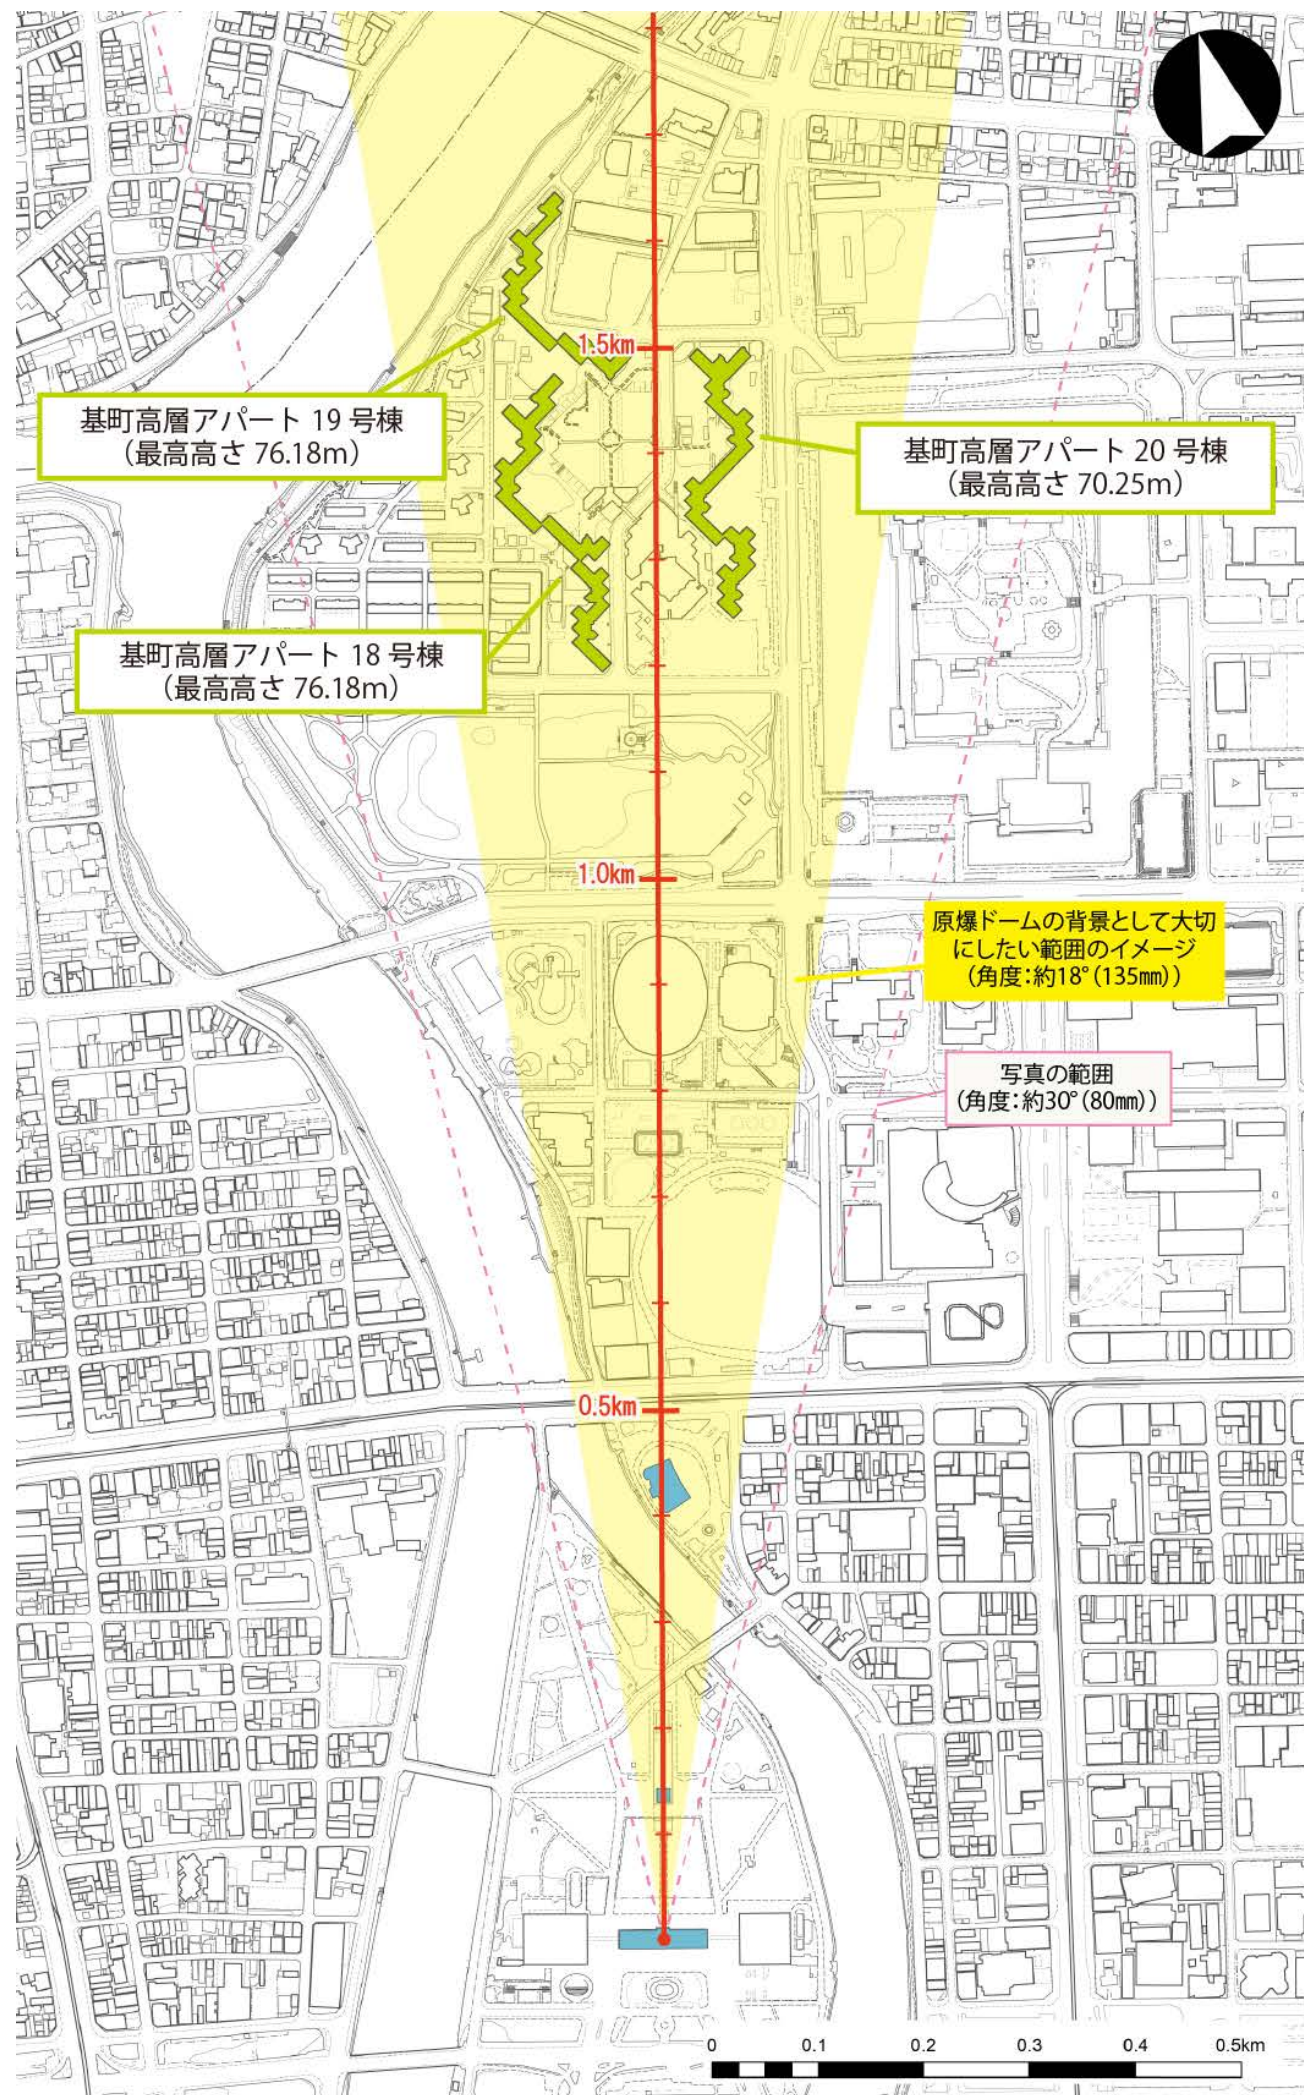 1.5km
基町高層アパート 19 号棟
（最高高さ 76.18m）
基町高層アパート 20 号棟
（最高高さ 70.25m）
基町高層アパート 18 号棟
（最高高さ 76.18m）
1.0km
原爆ドームの背景として大切
にしたい範囲のイメージ
（角度：約18°（135㎜））
写真の範囲
（角度：約30°（80㎜））
0.5km
0 0.1 0.2 0.3 0.4 0.5km